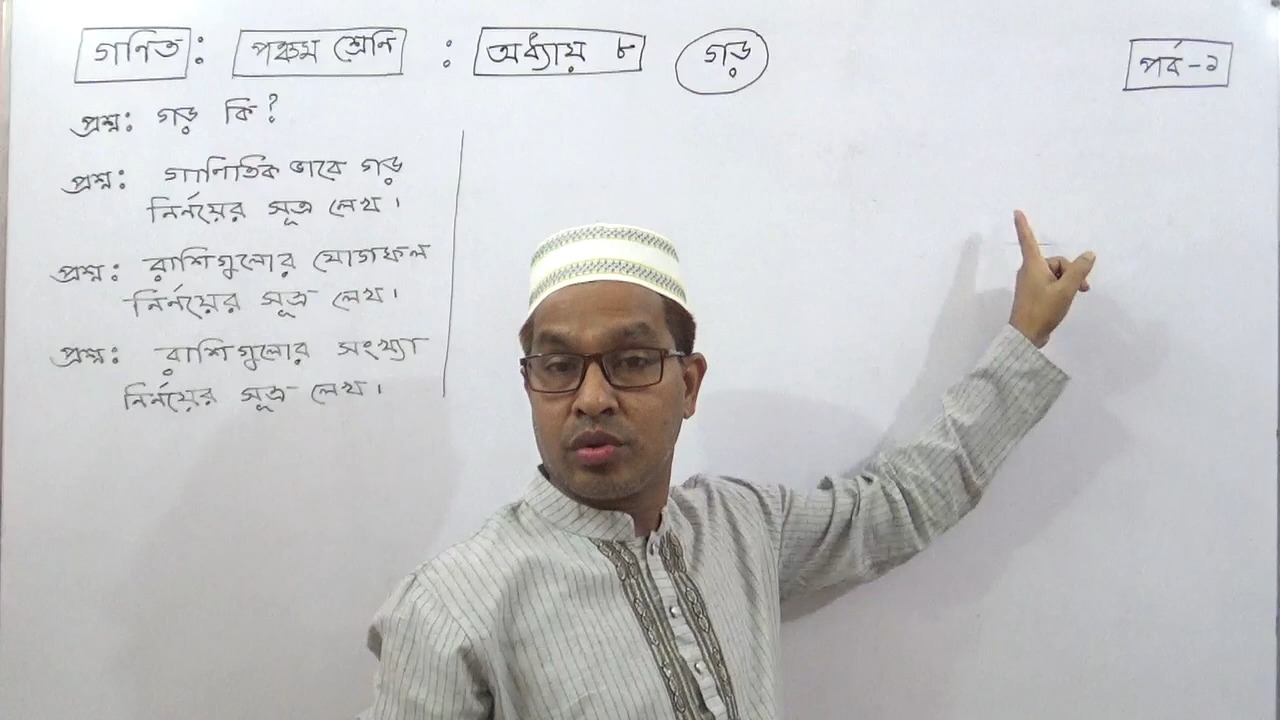 গনিত : পঞ্চম শ্রেনি : অধ্যায় ৮ গড়
পর্ব -১
প্রশ্ন: গড় কি?
প্রশ্ন: গানিতিক ভাবে গড়
নির্নয়ের সূত্র লেখ।
প্রশ্ন: রাশিগুলোর যোগফল
নির্নয়ের সূত্র লেখ।
প্রশ্ন: রাশিগুলোর সংখ্যা
নির্নয়ের সূত্র লেখ।